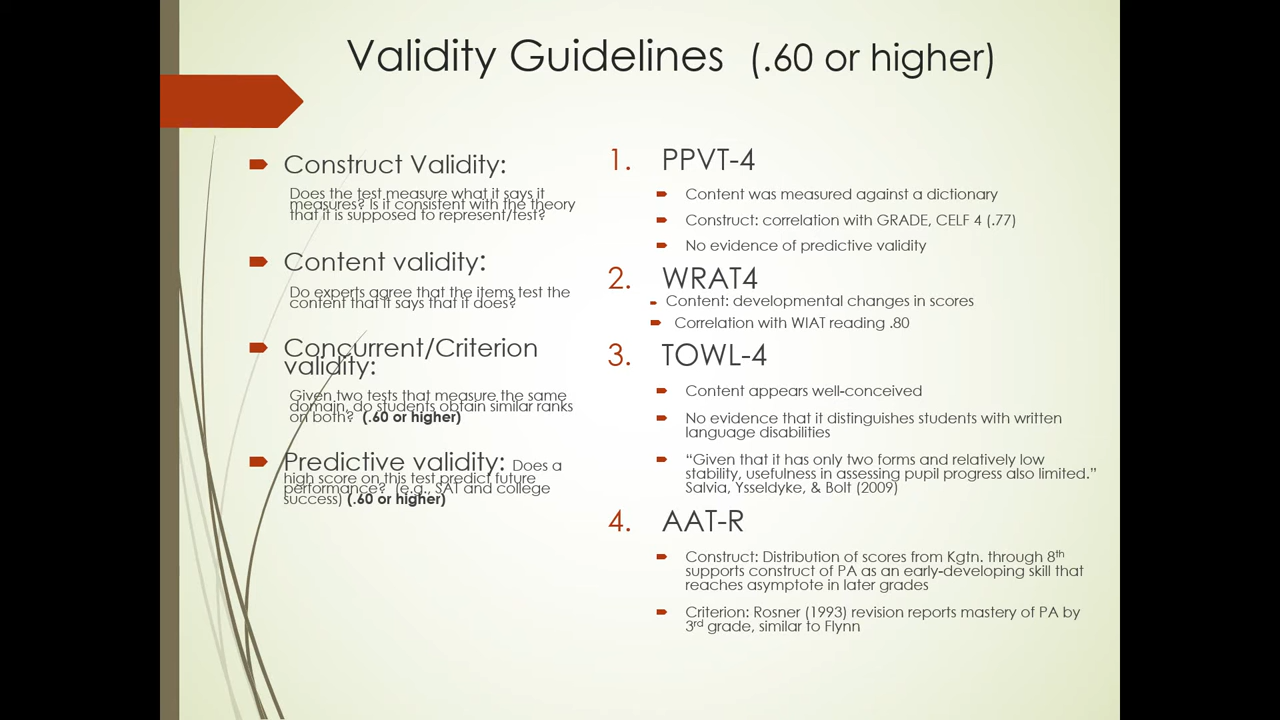 Validity Guidelines (.60 or higher)
Construct Validity:
Does the test measure what it says it
measures? Is it consistent with the theory
that it is supposed to represent/test?
Content validity:
Do experts agree that the items test the
content that it says that it does?
Concurrent/Criterion
validity:
Given two tests that measure the same
domain, do students obtain similar ranks
on both? (.60 or higher)
Predictive validity: Does a
high score on this test predict future
performance? (e.g., SAT and college
success) (.60 or higher)
1. PPVT-4
Content was measured against a dictionary
Construct: correlation with GRADE, CELF 4 (.77)
No evidence of predictive validity
2. WRAT4
Content: developmental changes in scores
Correlation with WIAT reading .80
3. TOWL-4
Content appears well-conceived
No evidence that it distinguishes students with written
language disabilities
“Given that it has only two forms and relatively low
stability, usefulness in assessing pupil progress also limited.”
Salvia, Ysseldyke, & Bolt (2009)
4. AAT-R
Construct: Distribution of scores from Kgtn. through 8th
supports construct of PA as an early-developing skill that
reaches asymptote in later grades
Criterion: Rosner (1993) revision reports mastery of PA by
3rd grade, similar to Flynn